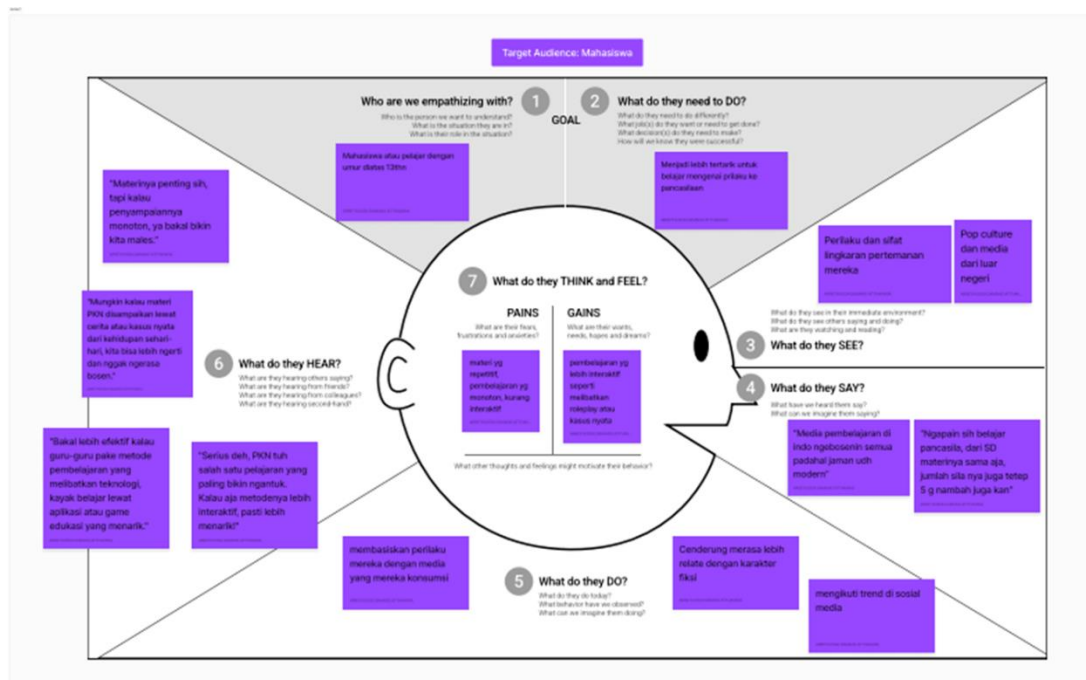 Target Audience: Mahasiswa
Who are we empathizing with?
Who is the person we want to understand?
What is the situation they are in?
What is their role in the situation?
1
GOAL
2
What do they need to DO?
What do they need to do differently?
What job(s) do they want or need to get done?
What decision(s) do they need to make?
How will we know they were successful?
Mahasiswa atau pelajar dengan
umur diatas 13thn
Menjadi lebih tertarik untuk
belajar mengenai prilaku ke
pancasilaan
Perilaku dan sifat
lingkaran pertemanan
mereka
Pop culture
dan media
dari luar
negeri
What do they see in their immediate environment?
What do they see others saying and doing?
What are they watching and reading?
3
What do they SEE?
4
What do they SAY?
What have we heard them say?
What can we imagine them saying?
"Media pembelajaran di
indo ngebosenin semua
padahal jaman udh
modern"
"Ngapain sih belajar
pancasila, dari SD
materinya sama aja,
jumlah sila nya juga tetep
5 g nambah juga kan"
5
What do they DO?
What do they do today?
What behavior have we observed?
What can we imagine them doing?
membasiskan perilaku
mereka dengan media
yang mereka konsumsi
Cenderung merasa lebih
relate dengan karakter
fiksi
mengikuti trend di sosial
media
6
What do they HEAR?
What are they hearing others saying?
What are they hearing from friends?
What are they hearing from colleagues?
What are they hearing second-hand?
"Materinya penting sih,
tapi kalau
penyampaiannya
monoton, ya bakal bikin
kita males."
"Mungkin kalau materi
PKN disampaikan lewat
cerita atau kasus nyata
dari kehidupan sehari-
hari, kita bisa lebih ngerti
dan nggak ngerasa
bosen."
"Bakal lebih efektif kalau
guru-guru pake metode
pembelajaran yang
melibatkan teknologi,
kayak belajar lewat
aplikasi atau game
edukasi yang menarik."
"Serius deh, PKN tuh
salah satu pelajaran yang
paling bikin ngantuk.
Kalau aja metodenya lebih
interaktif, pasti lebih
menarik!"
7
What do they THINK and FEEL?
PAINS
What are their fears,
frustrations and anxieties?
materi yg
repetitif,
pembelajaran yg
monoton, kurang
interaktif
GAINS
What are their wants,
needs, hopes and dreams?
pembelajaran yg
lebih interaktif
seperti
melibatkan
roleplay atau
kasus nyata
What other thoughts and feelings might motivate their behavior?